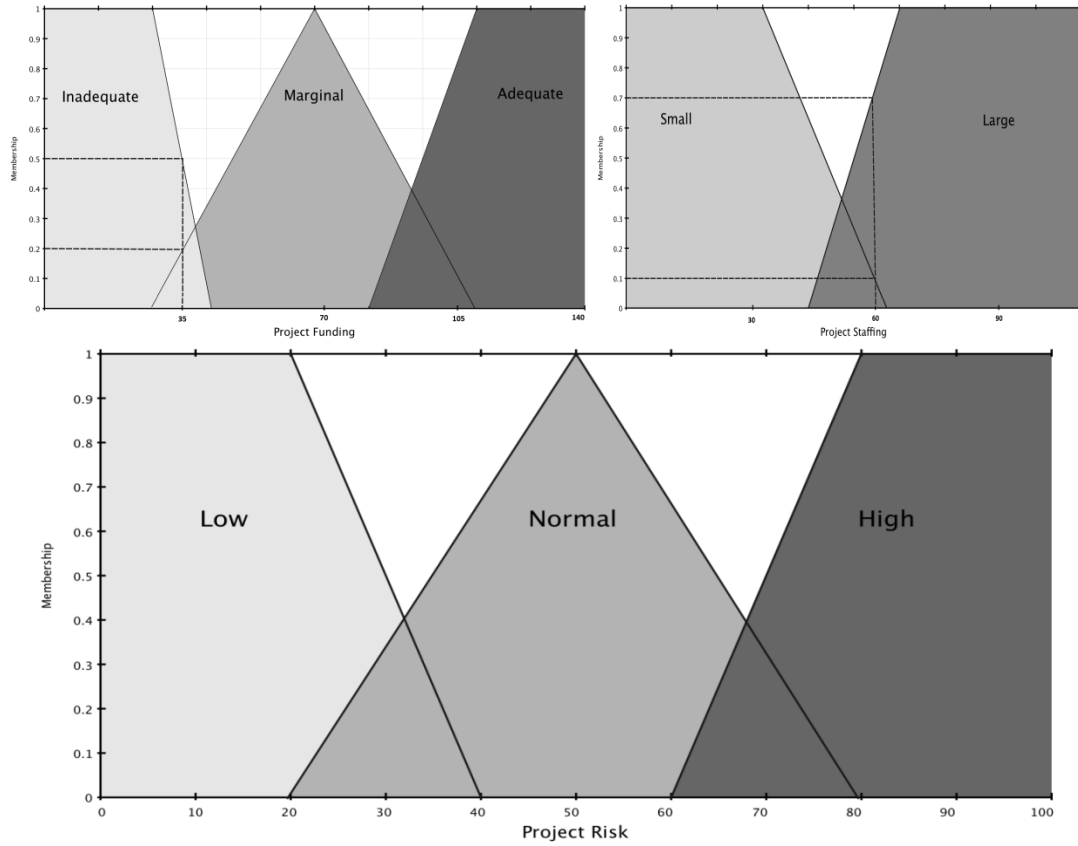 1
0.9
0.8
0.7
0.6
0.5
0.4
0.3
0.2
0.1
0
Membership
Inadequate
Marginal
Adequate
35
70
105
140
Project Funding
1
0.9
0.8
0.7
0.6
0.5
0.4
0.3
0.2
0.1
0
Membership
Small
Large
30
60
90
Project Staffing
1
0.9
0.8
0.7
0.6
0.5
0.4
0.3
0.2
0.1
0
Membership
Low
Normal
High
0 10 20 30 40 50 60 70 80 90 100
Project Risk